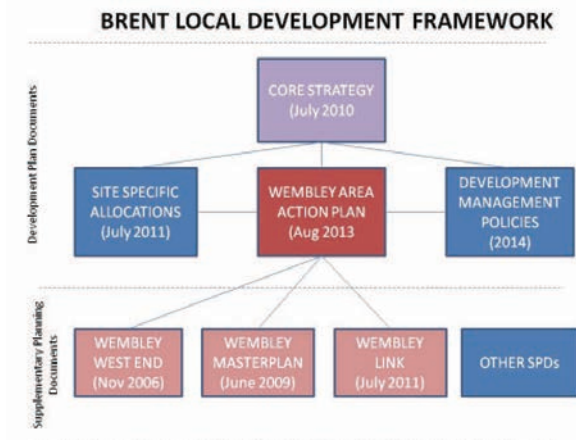 BRENT LOCAL DEVELOPMENT FRAMEWORK
Development Plan Documents
CORE STRATEGY
(July 2010
SITE SPECIFIC
ALLOCATIONS
(July 2011)
WEMBLEY AREA
ACTION PLAN
(Aug 2013
DEVELOPMENT
MANAGEMENT
POLICIES
(2014)
Supplementary Planning
Documents
WEMBLEY
WEST END
(Nov 2006)
WEMBLEY
MASTERPLAN
(June 2009)
WEMBLEY
LINK
(July 2011)
OTHER SPDs